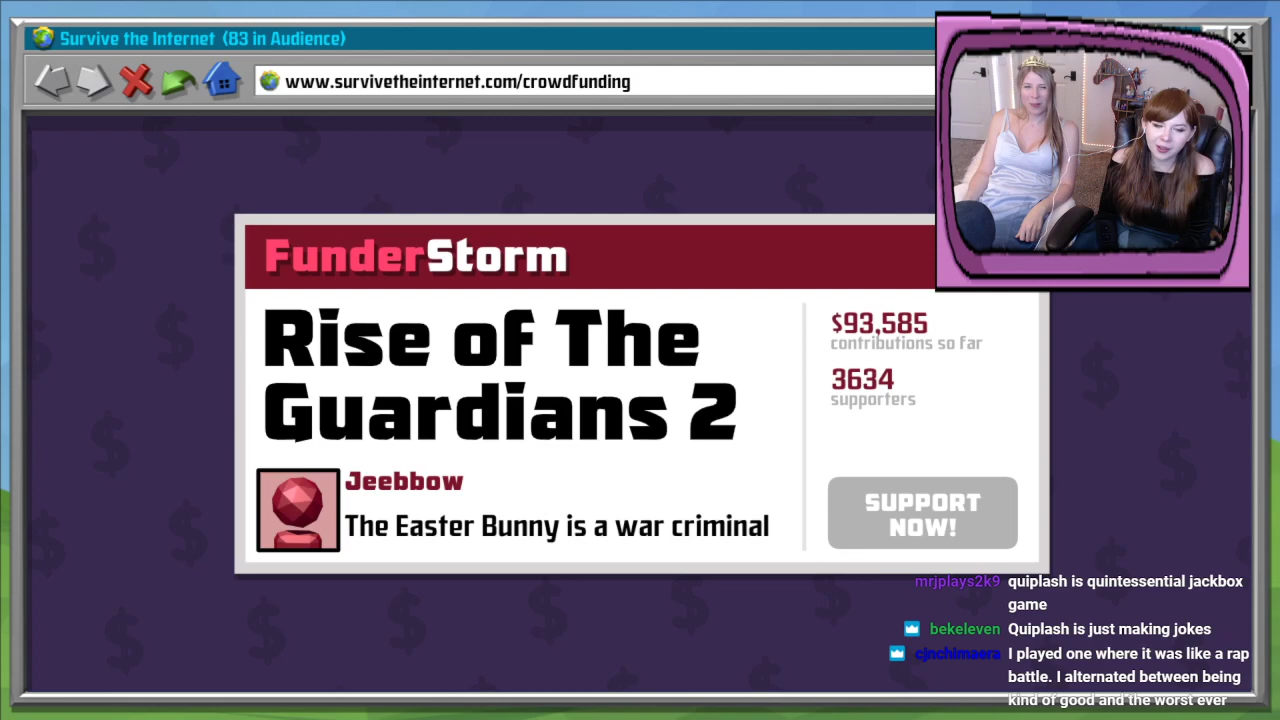 Survive the Internet (83 in Audience)
www.survivetheinternet.com/crowdfunding
FunderStorm
Rise of The
Guardians 2
Jeebbow
The Easter Bunny is a war criminal
$93,585
contributions so far
3634
supporters
SUPPORT
NOW!
mrjplays2k9 quiplash is quintessential jackbox
game
bekeleven Quiplash is just making jokes
cjnchimaera I played one where it was like a rap
battle. I alternated between being
kind of good and the worst ever